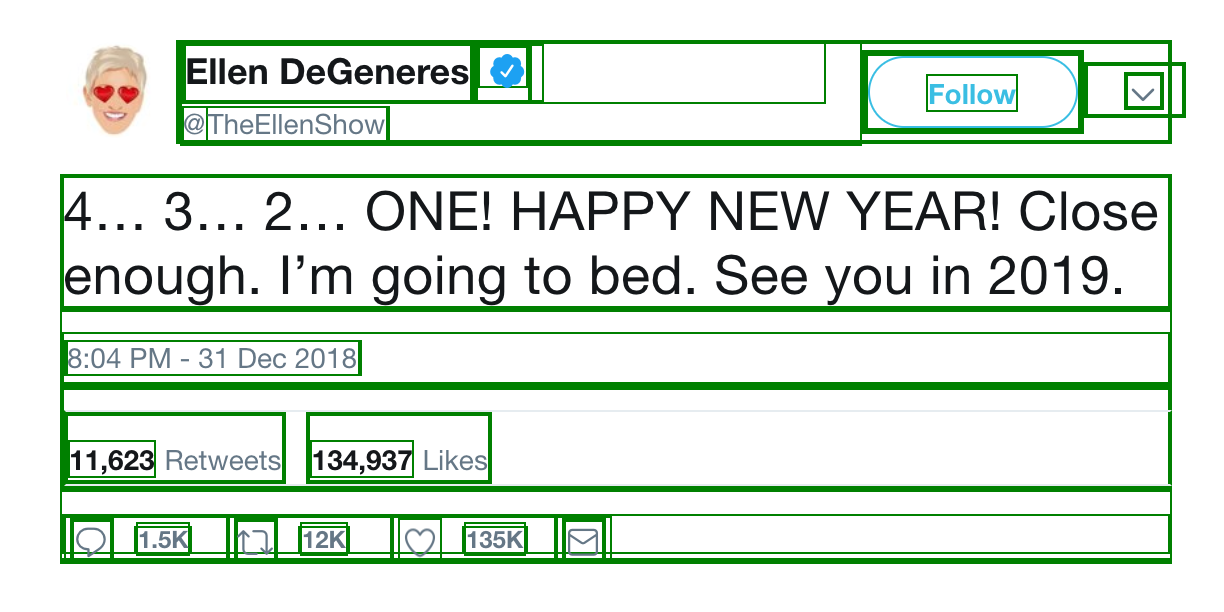 Ellen DeGeneres
@TheEllenShow
Follow
4… 3… 2… ONE! HAPPY NEW YEAR! Close
enough. I’m going to bed. See you in 2019.
8:04 PM - 31 Dec 2018
11,623 Retweets 134,937 Likes
1.5K 12K 135K